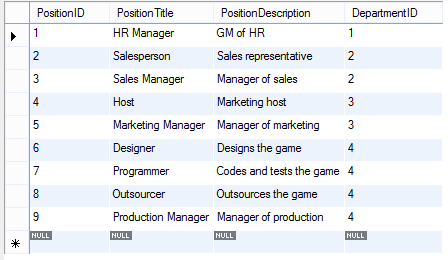 PositionID PositionTitle PositionDescription DepartmentID
1 HR Manager GM of HR 1
2 Salesperson Sales representative 2
3 Sales Manager Manager of sales 2
4 Host Marketing host 3
5 Marketing Manager Manager of marketing 3
6 Designer Designs the game 4
7 Programmer Codes and tests the game 4
8 Outsourcer Outsources the game 4
9 Production Manager Manager of production 4
NULL NULL NULL NULL